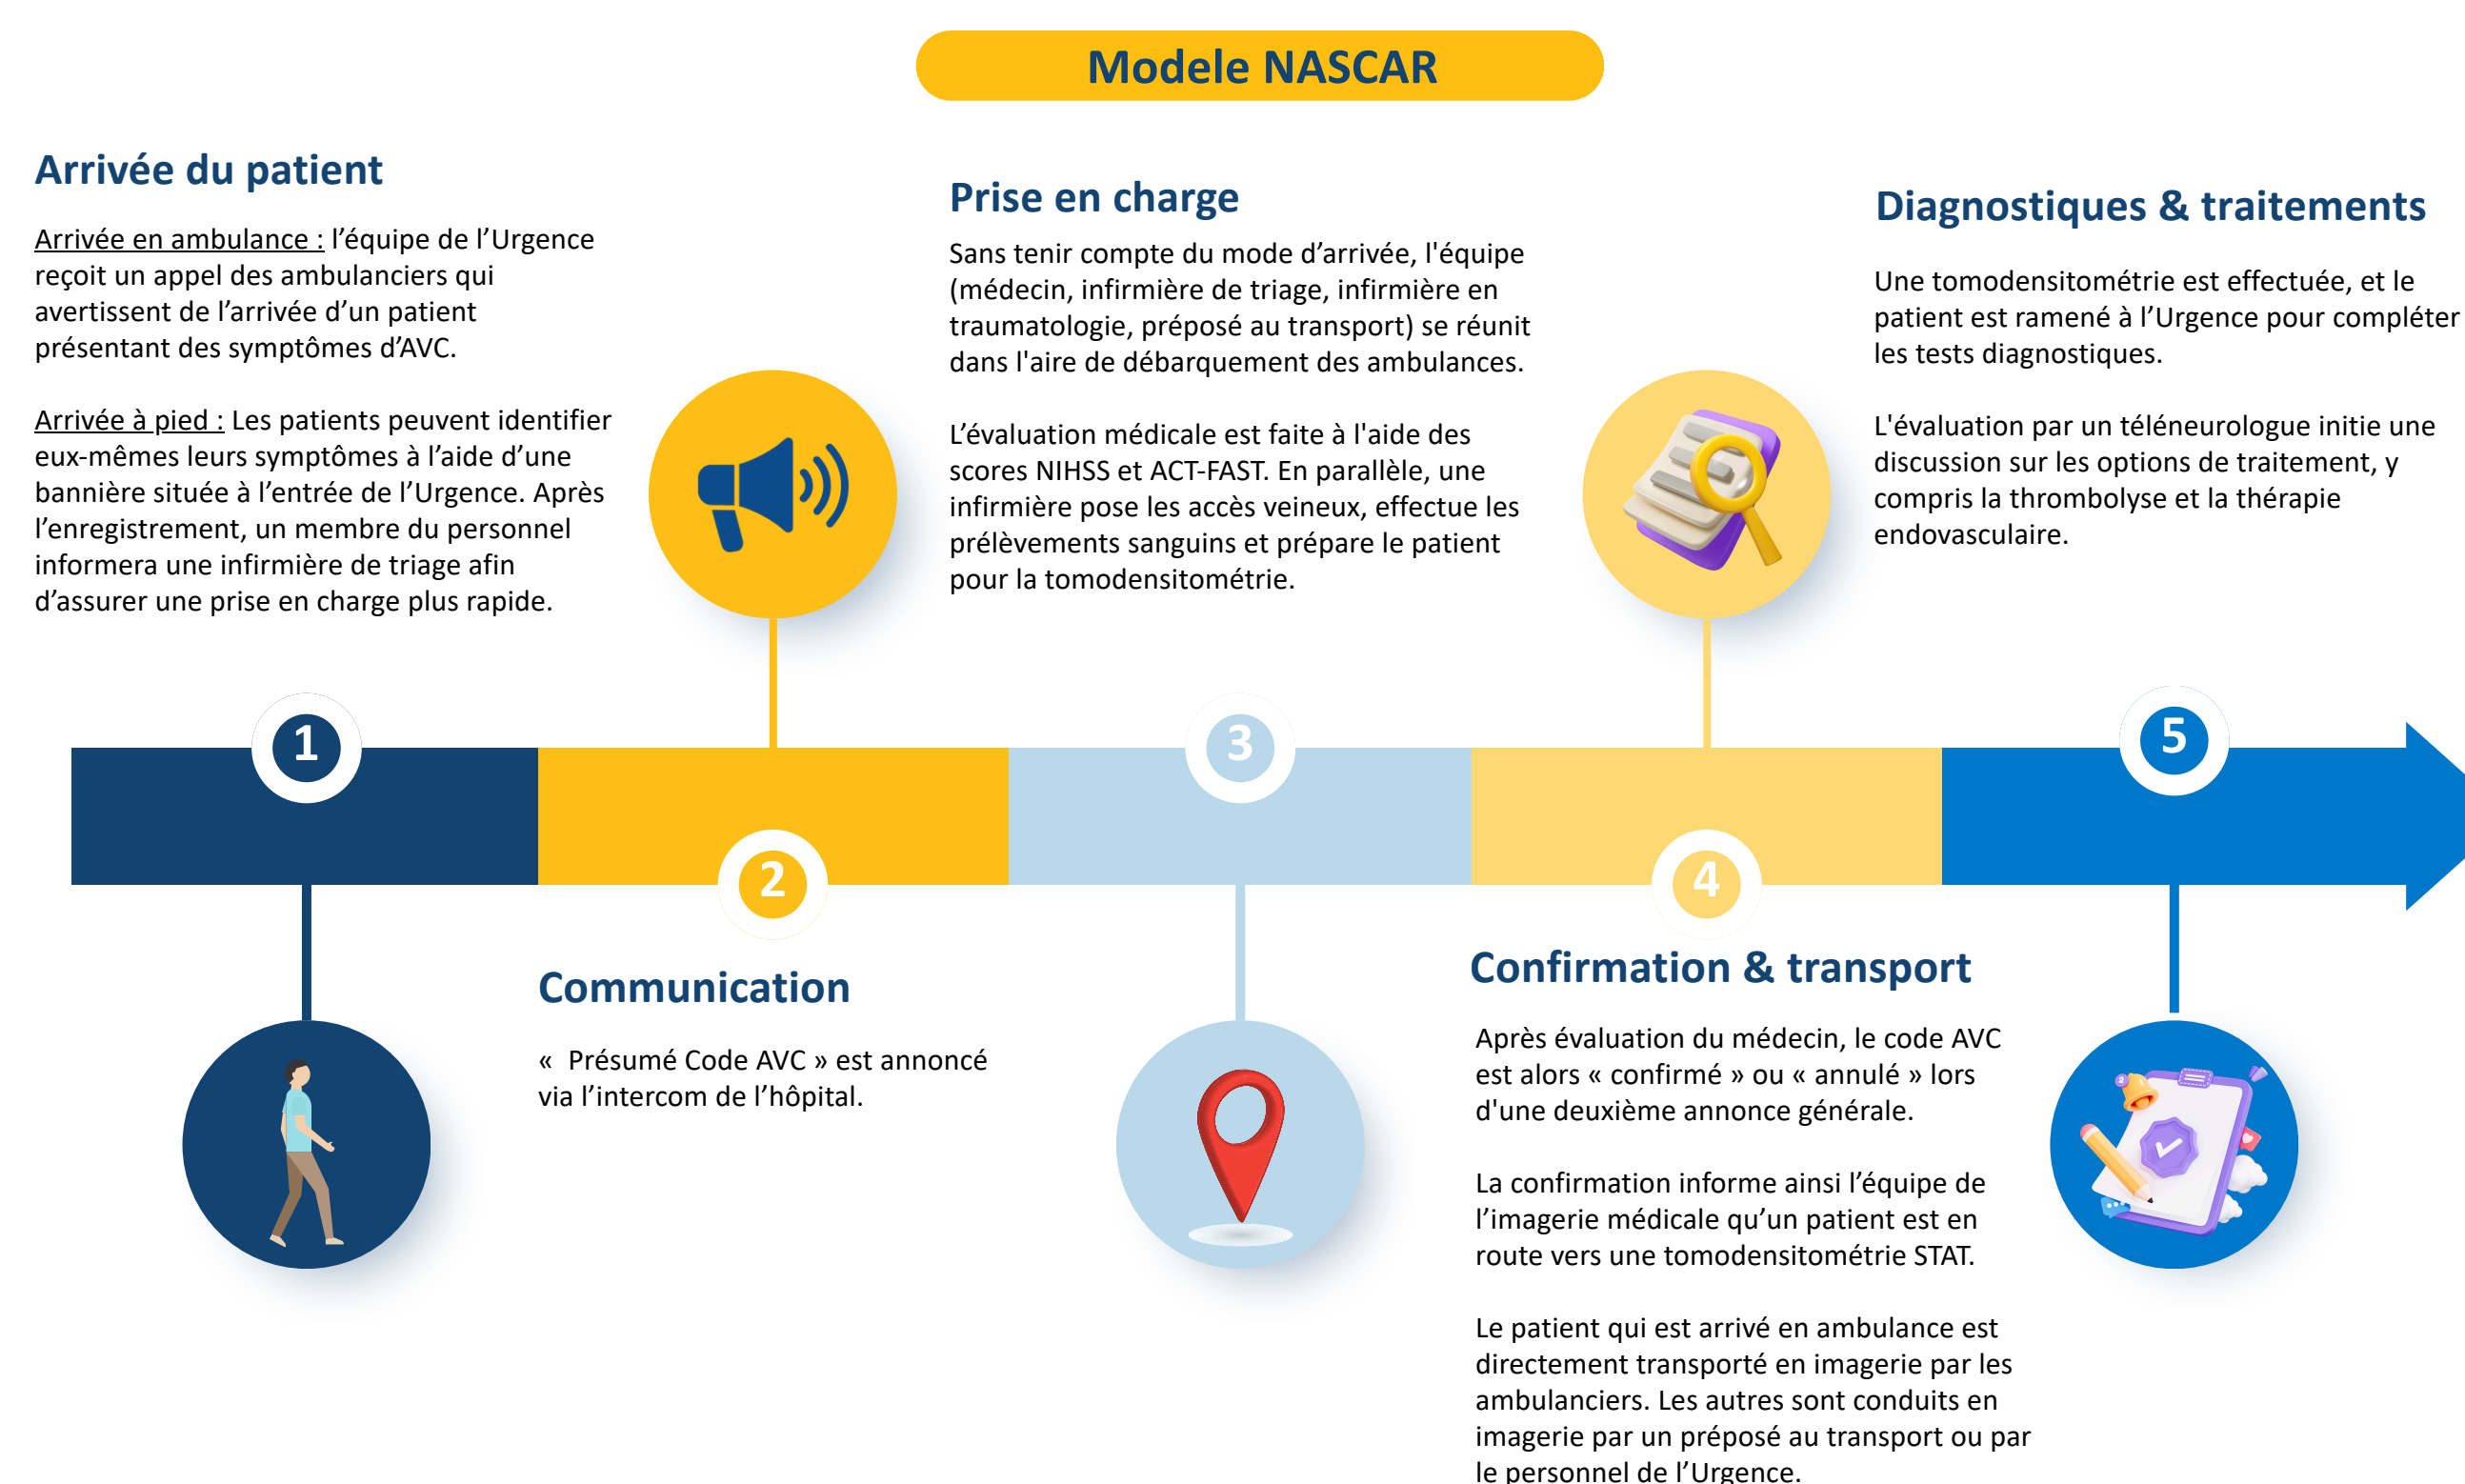 Modele NASCAR
Arrivée du patient
Arrivée en ambulance : l’équipe de l’Urgence
reçoit un appel des ambulanciers qui
avertissent de l’arrivée d’un patient
présentant des symptômes d’AVC.
Arrivée à pied : Les patients peuvent identifier
eux-mêmes leurs symptômes à l’aide d’une
bannière située à l’entrée de l’Urgence. Après
l’enregistrement, un membre du personnel
informera une infirmière de triage afin
d’assurer une prise en charge plus rapide.
1
2
Communication
«  Présumé Code AVC » est annoncé
via l’intercom de l’hôpital.
Prise en charge
Sans tenir compte du mode d’arrivée, l'équipe
(médecin, infirmière de triage, infirmière en
traumatologie, préposé au transport) se réunit
dans l'aire de débarquement des ambulances.
L’évaluation médicale est faite à l'aide des
scores NIHSS et ACT-FAST. En parallèle, une
infirmière pose les accès veineux, effectue les
prélèvements sanguins et prépare le patient
pour la tomodensitométrie.
3
4
Confirmation & transport
Après évaluation du médecin, le code AVC
est alors « confirmé » ou « annulé » lors
d'une deuxième annonce générale.
La confirmation informe ainsi l’équipe de
l’imagerie médicale qu’un patient est en
route vers une tomodensitométrie STAT.
Le patient qui est arrivé en ambulance est
directement transporté en imagerie par les
ambulanciers. Les autres sont conduits en
imagerie par un préposé au transport ou par
le personnel de l’Urgence.
Diagnostiques & traitements
Une tomodensitométrie est effectuée, et le
patient est ramené à l’Urgence pour compléter
les tests diagnostiques.
L'évaluation par un téléneurologue initie une
discussion sur les options de traitement, y
compris la thrombolyse et la thérapie
endovasculaire.
5
2